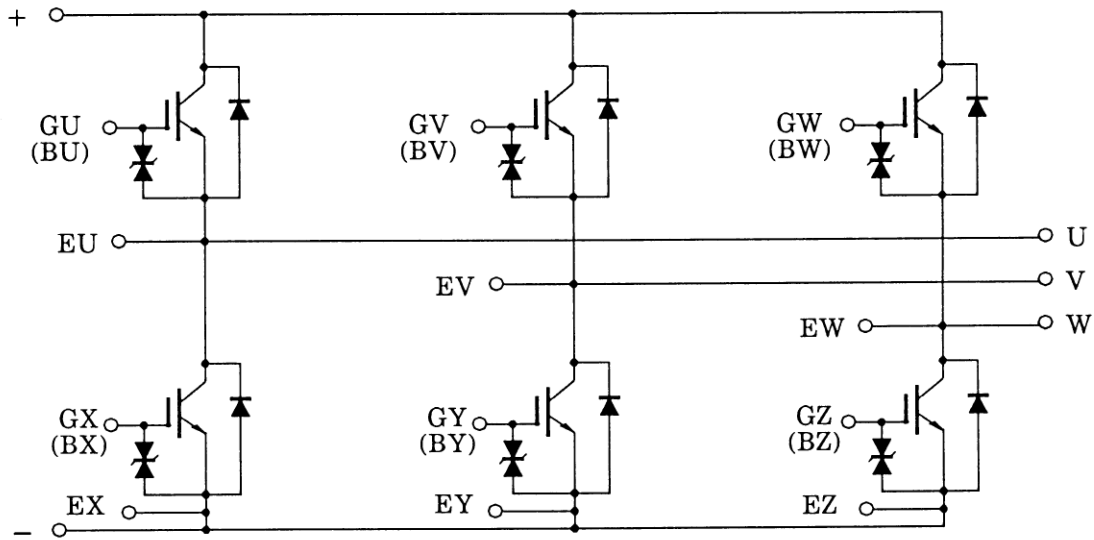 +
GU
(BU)
GV
(BV)
GW
(BW)
EU
U
EV
V
EW
W
GX
(BX)
GY
(BY)
GZ
(BZ)
EX
EY
EZ
−